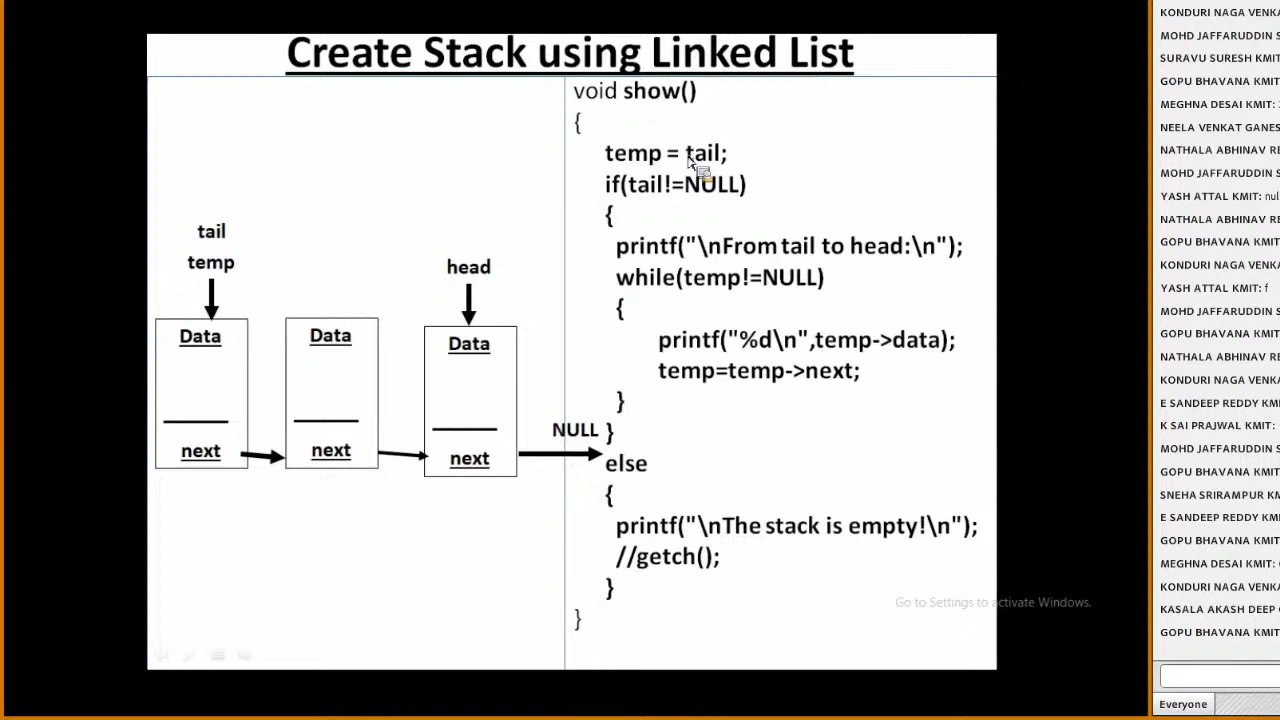 Create Stack using Linked List
void show()
{
temp = tail;
if(tail!=NULL)
{
printf("\nFrom tail to head:\n");
while(temp!=NULL)
{
printf("%d\n",temp->data);
temp=temp->next;
}
}
else
{
printf("\nThe stack is empty!\n");
//getch();
}
}
tail
temp
head
Data
Data
Data
next
next
next
NULL
Go to Settings to activate Windows.
KONDURI NAGA VENKA
MOHD JAFFARUDDIN S
SURAVU SURESH KMIT:
GOPU BHAVANA KMIT
MEGHNA DESAI KMIT:
NEELA VENKAT GANES
NATHALA ABHINAV RE
MOHD JAFFARUDDIN S
YASH ATTAL KMIT: nul
NATHALA ABHINAV RE
GOPU BHAVANA KMIT
KONDURI NAGA VENKA
YASH ATTAL KMIT: f
MOHD JAFFARUDDIN S
GOPU BHAVANA KMIT
NATHALA ABHINAV RE
KONDURI NAGA VENKA
E SANDEEP REDDY KMI
K SAI PRAJWAL KMIT:
MOHD JAFFARUDDIN S
GOPU BHAVANA KMIT
SNEHA SRIRAMPUR KM
E SANDEEP REDDY KMI
GOPU BHAVANA KMIT
MEGHNA DESAI KMIT:
KONDURI NAGA VENKA
KASALA AKASH DEEP
GOPU BHAVANA KMIT
Everyone